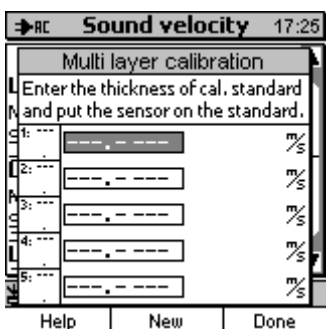 AC Sound velocity 17:25
Multi layer calibration
Enter the thickness of cal. standard
and put the sensor on the standard.
1: --- ---.- --- m/s
2: --- ---.- --- m/s
3: --- ---.- --- m/s
4: --- ---.- --- m/s
5: --- ---.- --- m/s
Help New Done